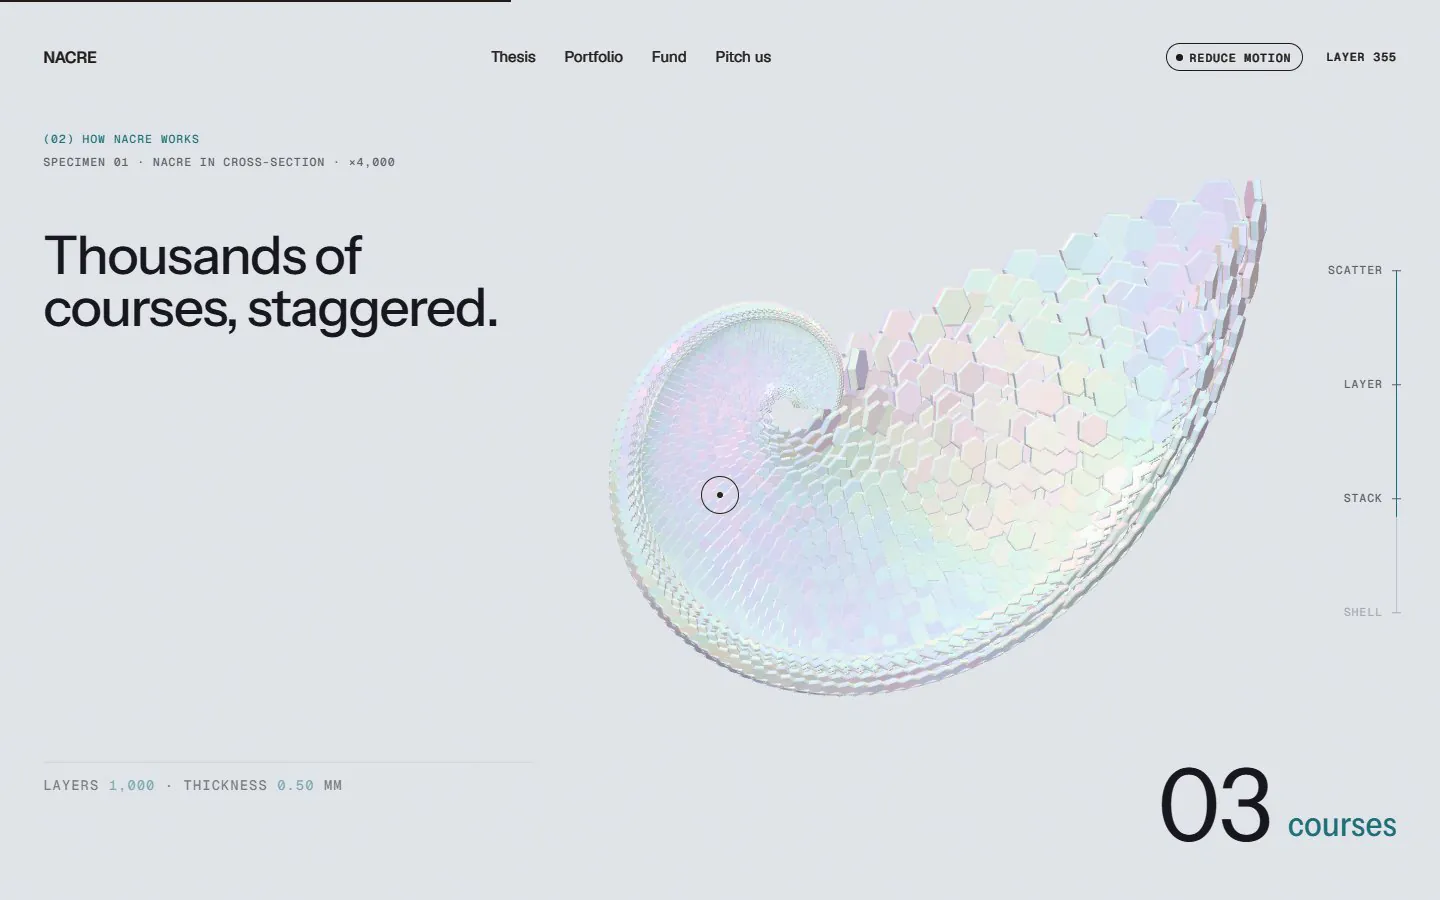 NACRE
Thesis Portfolio Fund Pitch us
REDUCE MOTION
LAYER 355
(02) HOW NACRE WORKS
SPECIMEN 01 · NACRE IN CROSS-SECTION · ×4,000
Thousands of
courses, staggered.
SCATTER
LAYER
STACK
SHELL
LAYERS 1,000 · THICKNESS 0.50 MM
03 courses